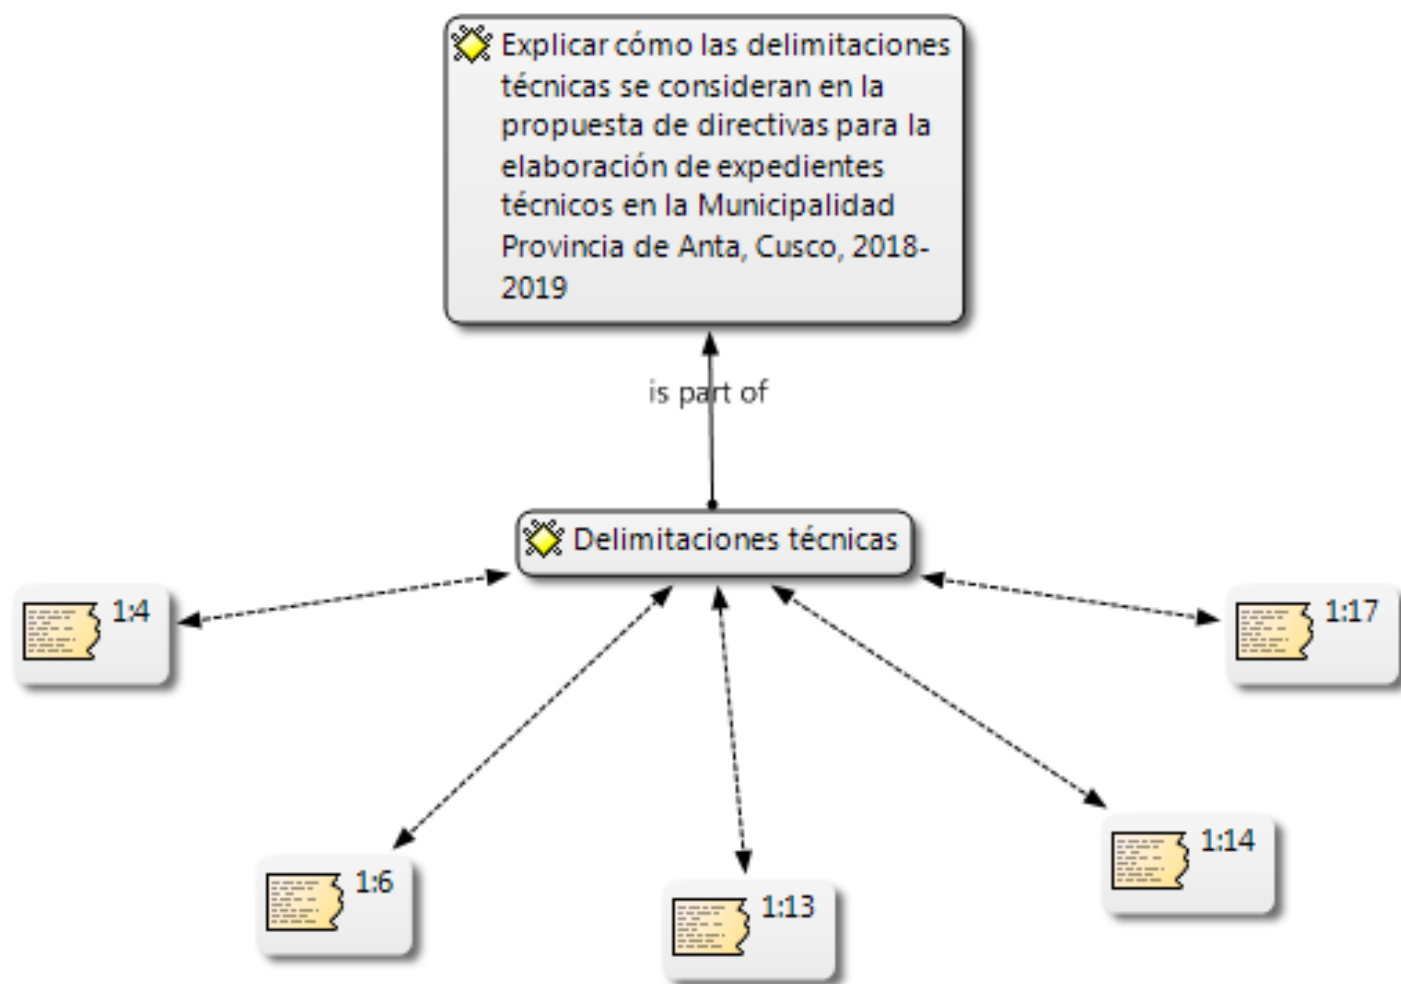 Explicar cómo las delimitaciones
técnicas se consideran en la
propuesta de directivas para la
elaboración de expedientes
técnicos en la Municipalidad
Provincia de Anta, Cusco, 2018-
2019
is part of
Delimitaciones técnicas
1:4
1:17
1:6
1:13
1:14